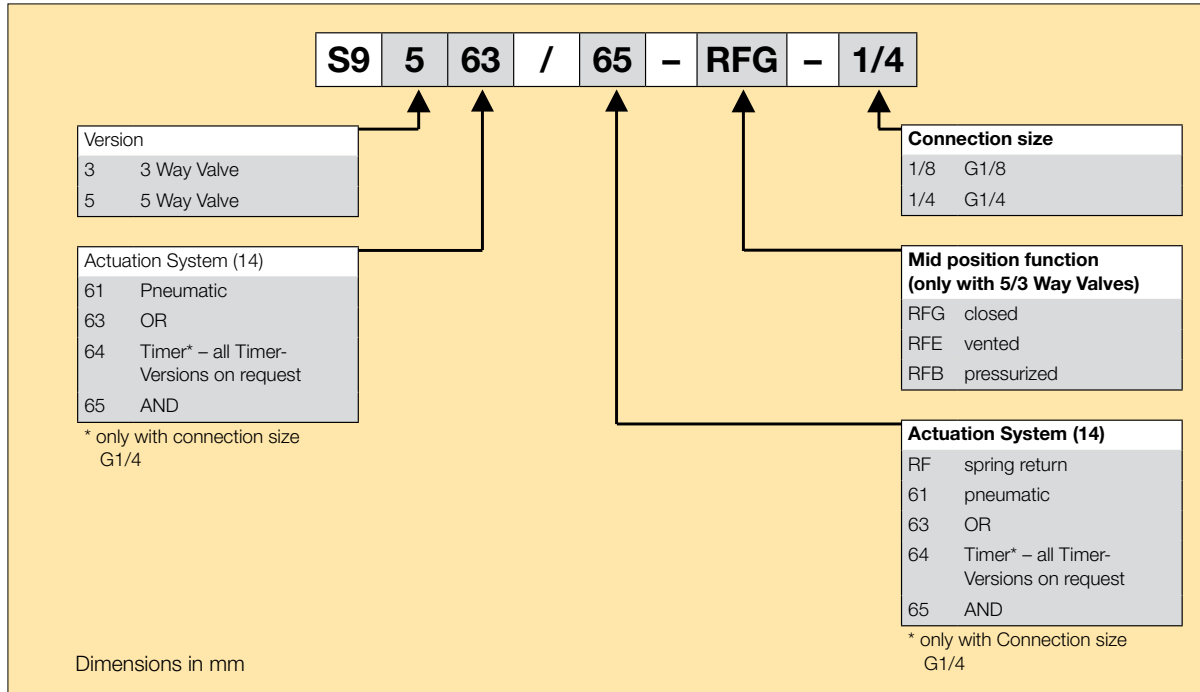 S9 5 63 / 65 – RFG – 1/4
Version
3 3 Way Valve
5 5 Way Valve
Actuation System (14)
61 Pneumatic
63 OR
64 Timer* – all Timer-
Versions on request
65 AND
* only with connection size
G1/4
Connection size
1/8 G1/8
1/4 G1/4
Mid position function
(only with 5/3 Way Valves)
RFG closed
RFE vented
RFB pressurized
Actuation System (14)
RF spring return
61 pneumatic
63 OR
64 Timer* – all Timer-
Versions on request
65 AND
* only with Connection size
G1/4
Dimensions in mm